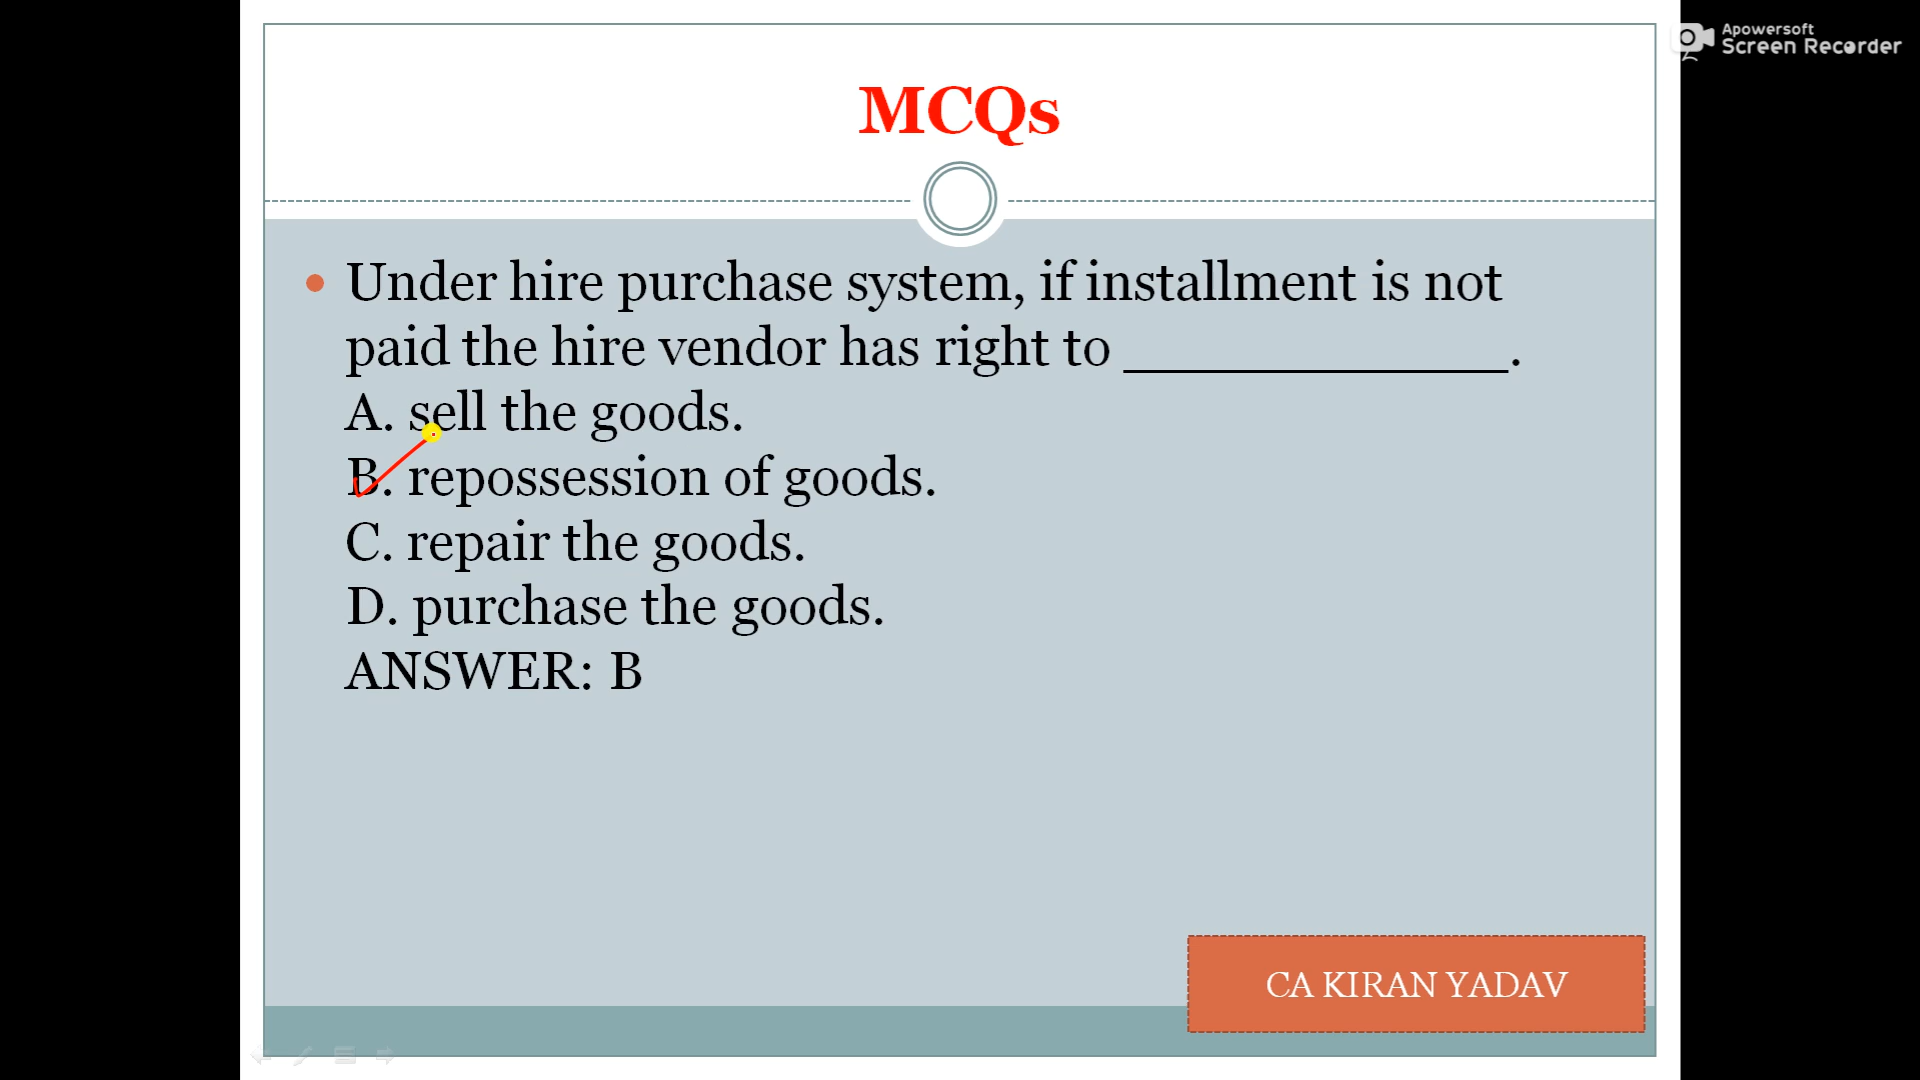 Apowersoft
Screen Recorder
MCQs
Under hire purchase system, if installment is not
paid the hire vendor has right to ______________.
A. sell the goods.
B. repossession of goods.
C. repair the goods.
D. purchase the goods.
ANSWER: B
CA KIRAN YADAV